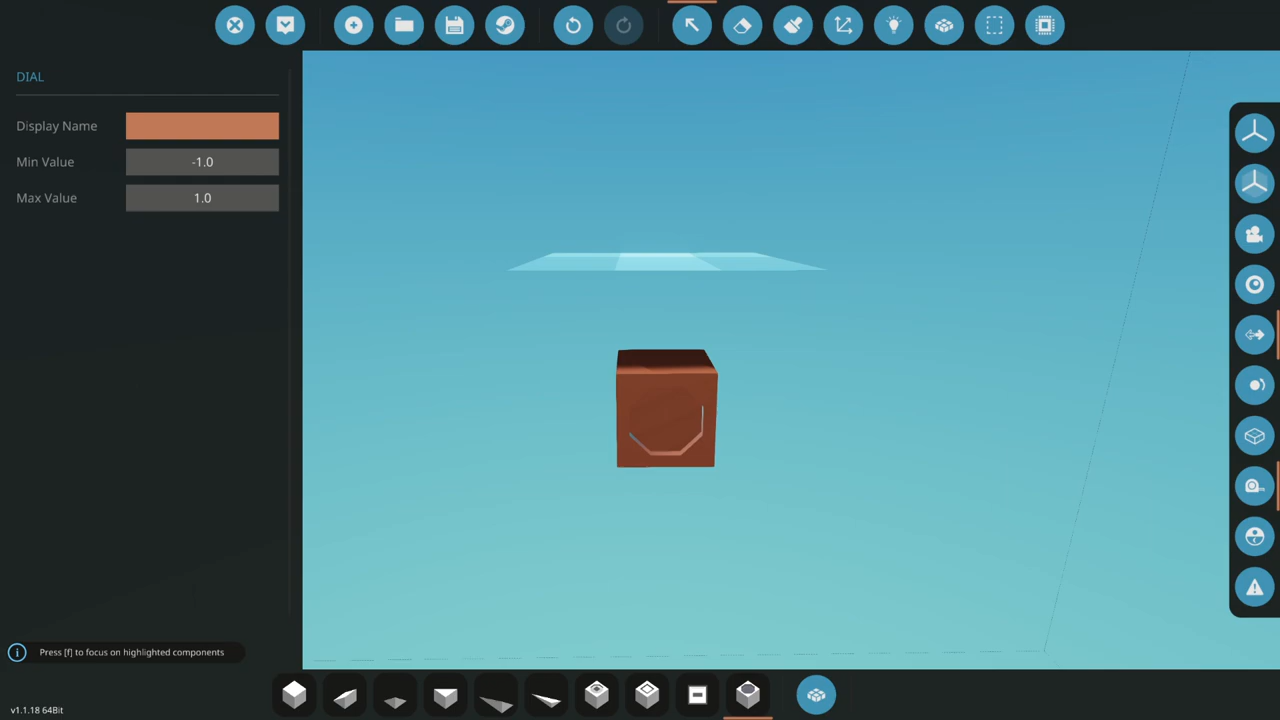 DIAL
Display Name
Min Value -1.0
Max Value 1.0
Press [f] to focus on highlighted components
v1.1.18 64Bit